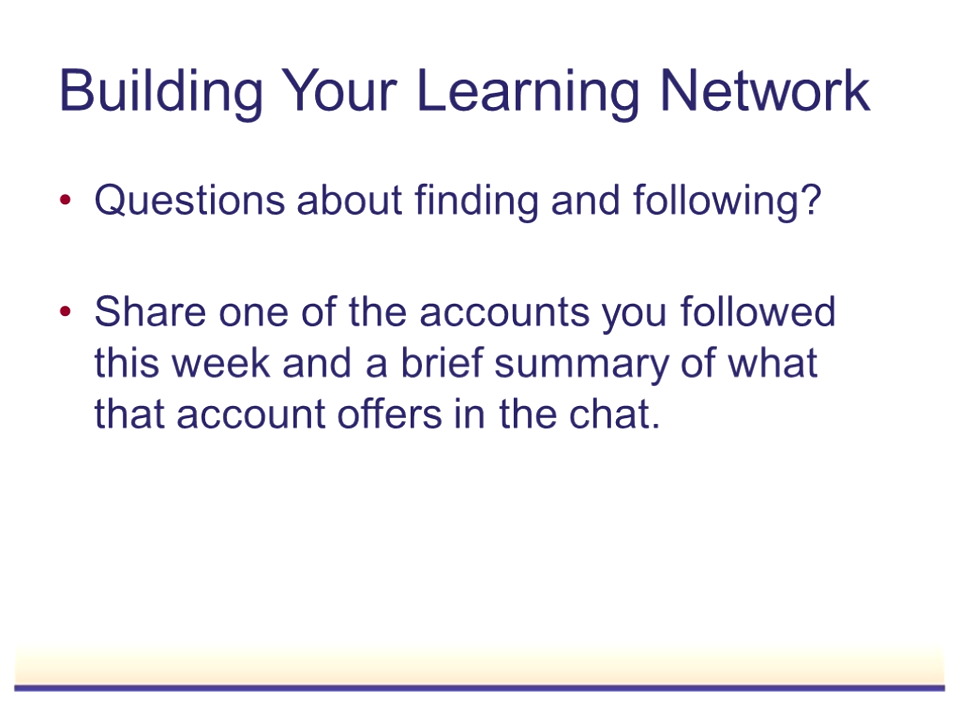 Building Your Learning Network
• Questions about finding and following?
• Share one of the accounts you followed
this week and a brief summary of what
that account offers in the chat.